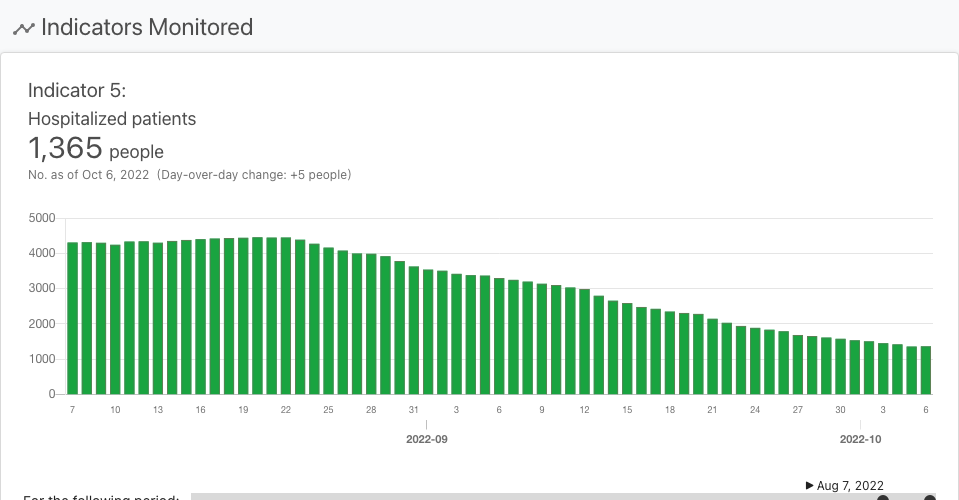 Indicators Monitored
Indicator 5:
Hospitalized patients
1,365 people
No. as of Oct 6, 2022 (Day-over-day change: +5 people)
5000
4000
3000
2000
1000
0
7 10 13 16 19 22 25 28 31 3 6 9 12 15 18 21 24 27 30 3 6
2022-09 2022-10
▶ Aug 7, 2022
For the following period: